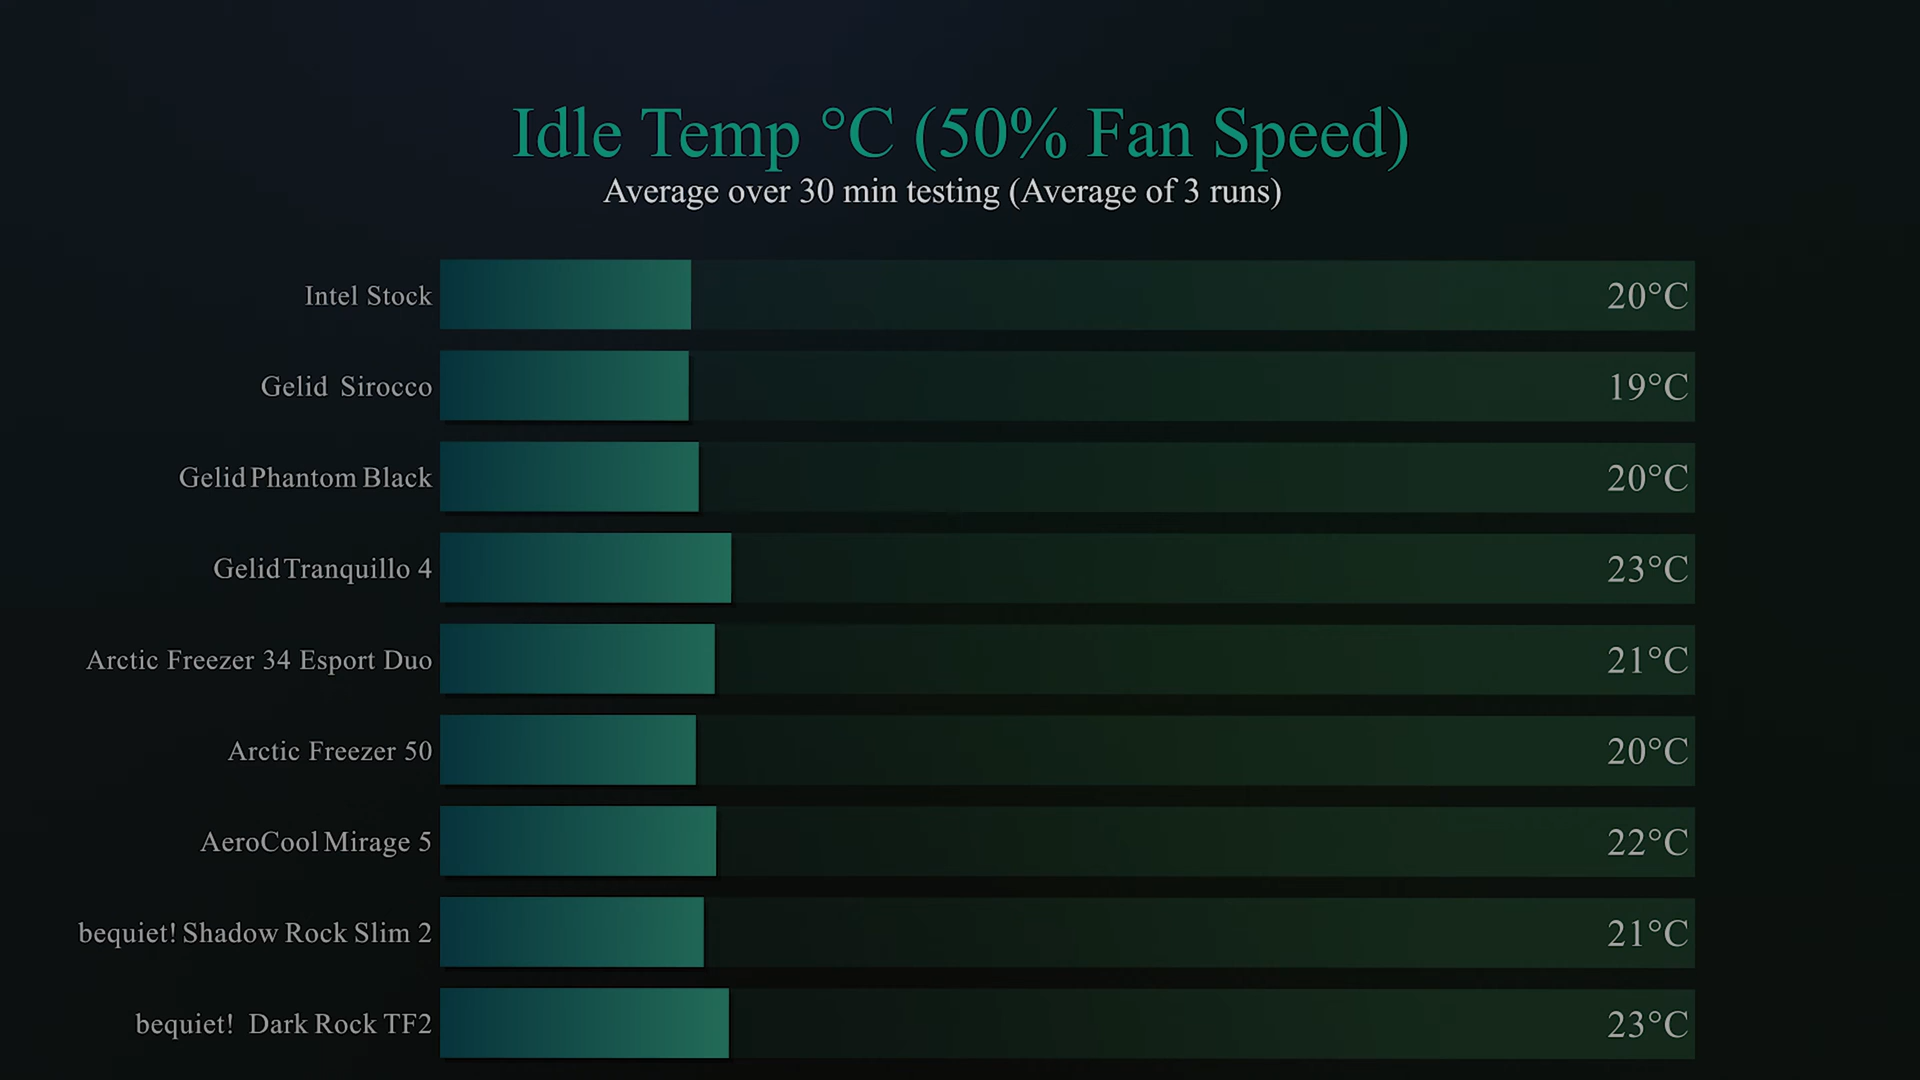 Idle Temp °C (50% Fan Speed)
Average over 30 min testing (Average of 3 runs)
Intel Stock 20°C
Gelid Sirocco 19°C
Gelid Phantom Black 20°C
Gelid Tranquillo 4 23°C
Arctic Freezer 34 Esport Duo 21°C
Arctic Freezer 50 20°C
AeroCool Mirage 5 22°C
bequiet! Shadow Rock Slim 2 21°C
bequiet! Dark Rock TF2 23°C